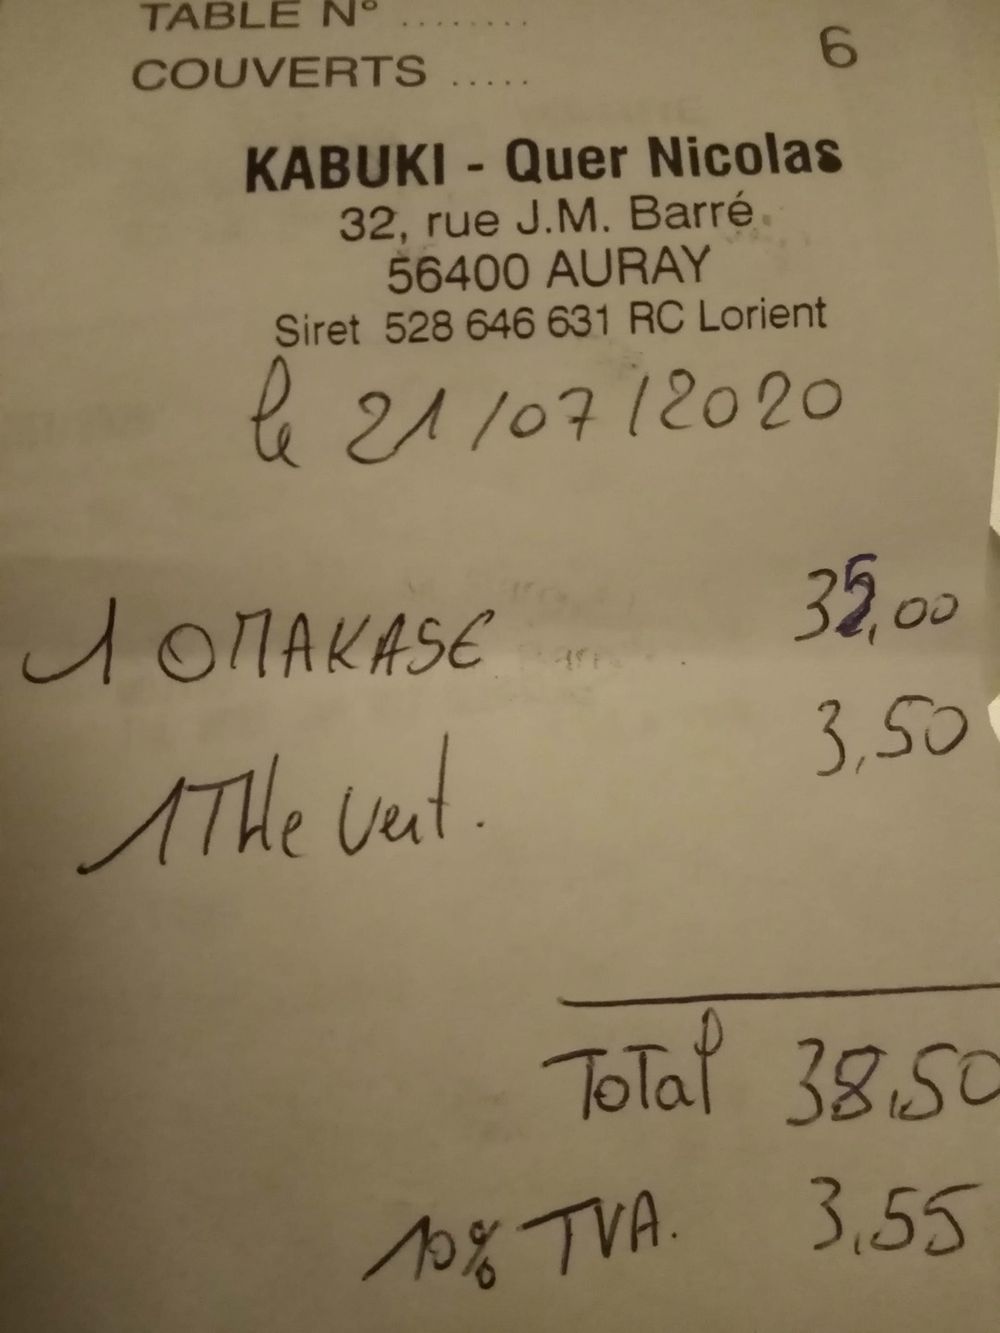 TABLE N° ........
COUVERTS .....
6
KABUKI - Quer Nicolas
32, rue J.M. Barré
56400 AURAY
Siret 528 646 631 RC Lorient
le 21/07/2020
1 OMAKASE 35,00
1 THe vert. 3,50
Total 38,50
10% TVA. 3,55